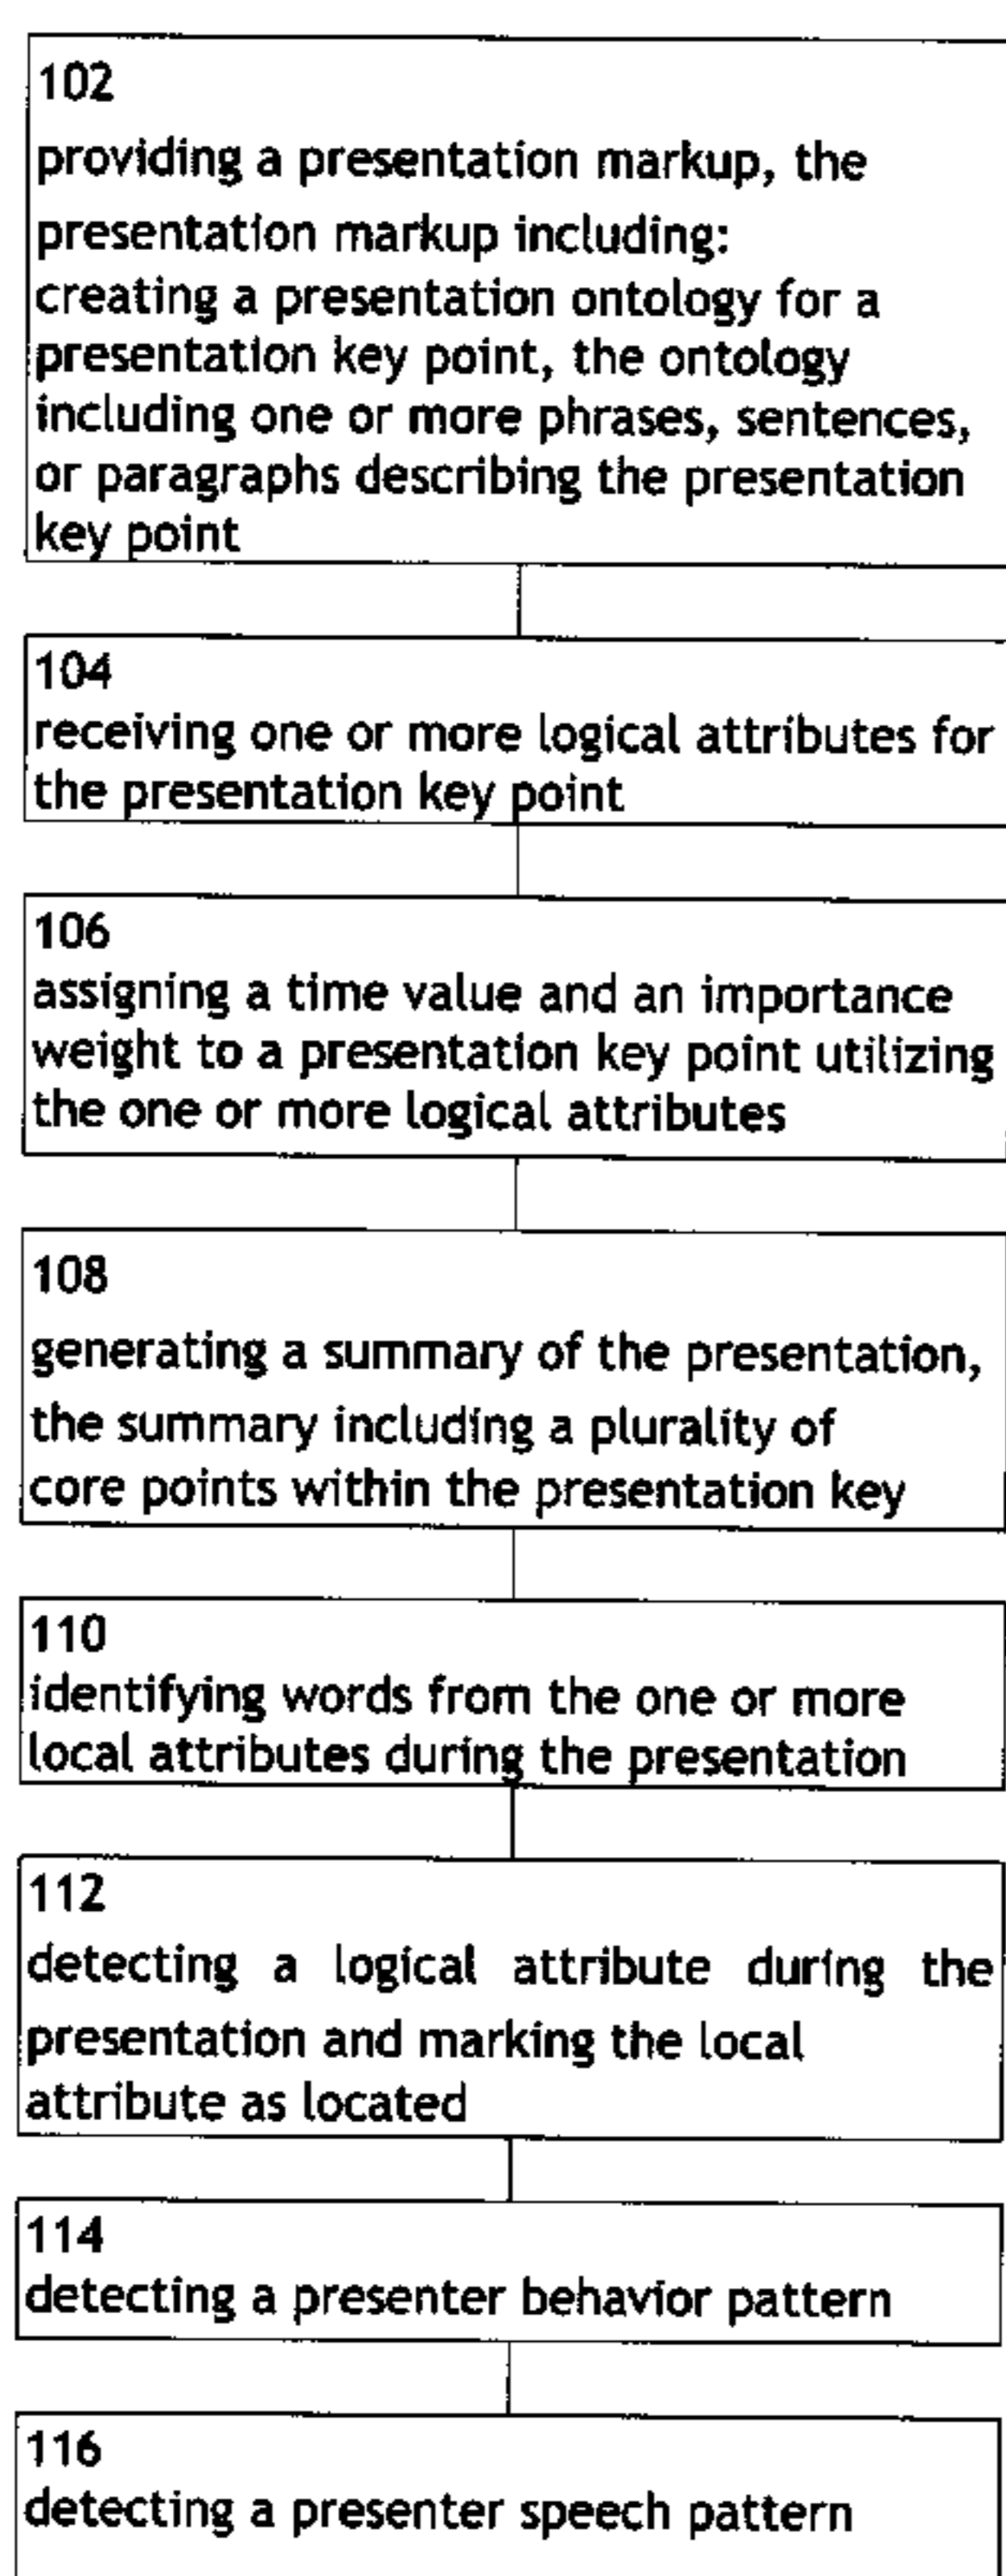 102
providing a presentation markup, the
presentation markup including:
creating a presentation ontology for a
presentation key point, the ontology
including one or more phrases, sentences,
or paragraphs describing the presentation
key point
104
receiving one or more logical attributes for
the presentation key point
106
assigning a time value and an importance
weight to a presentation key point utilizing
the one or more logical attributes
108
generating a summary of the presentation,
the summary including a plurality of
core points within the presentation key
110
identifying words from the one or more
local attributes during the presentation
112
detecting a logical attribute during the
presentation and marking the local
attribute as located
114
detecting a presenter behavior pattern
116
detecting a presenter speech pattern